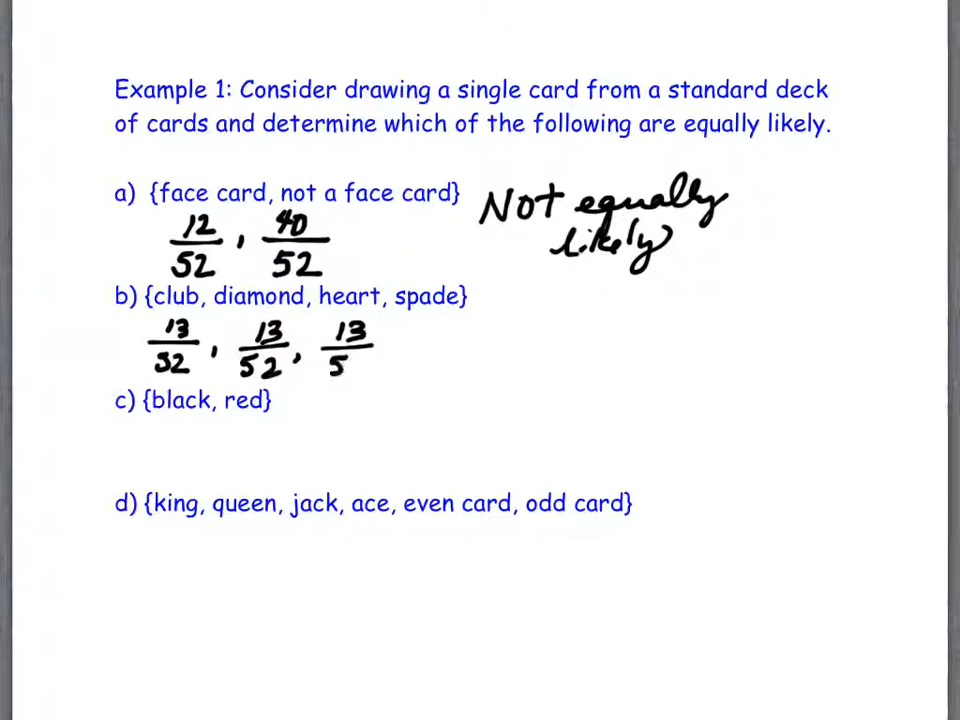 Example 1: Consider drawing a single card from a standard deck
of cards and determine which of the following are equally likely.
a) {face card, not a face card} Not equally
likely
12/52, 40/52
b) {club, diamond, heart, spade}
13/52, 13/52, 13/5
c) {black, red}
d) {king, queen, jack, ace, even card, odd card}